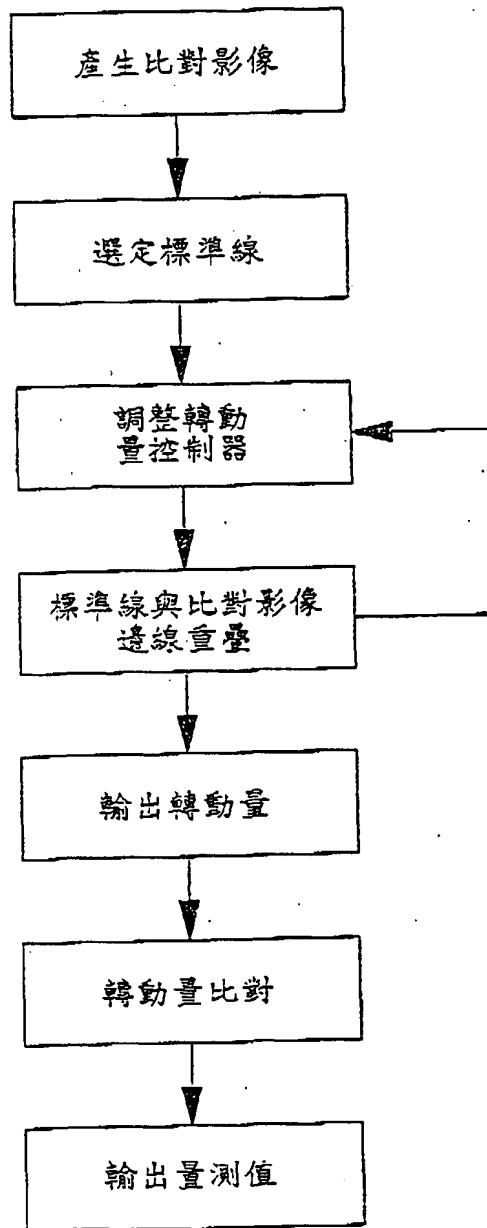 產生比對影像
選定標準線
調整轉動
量控制器
標準線與比對影像
邊線重疊
輸出轉動量
轉動量比對
輸出量測值